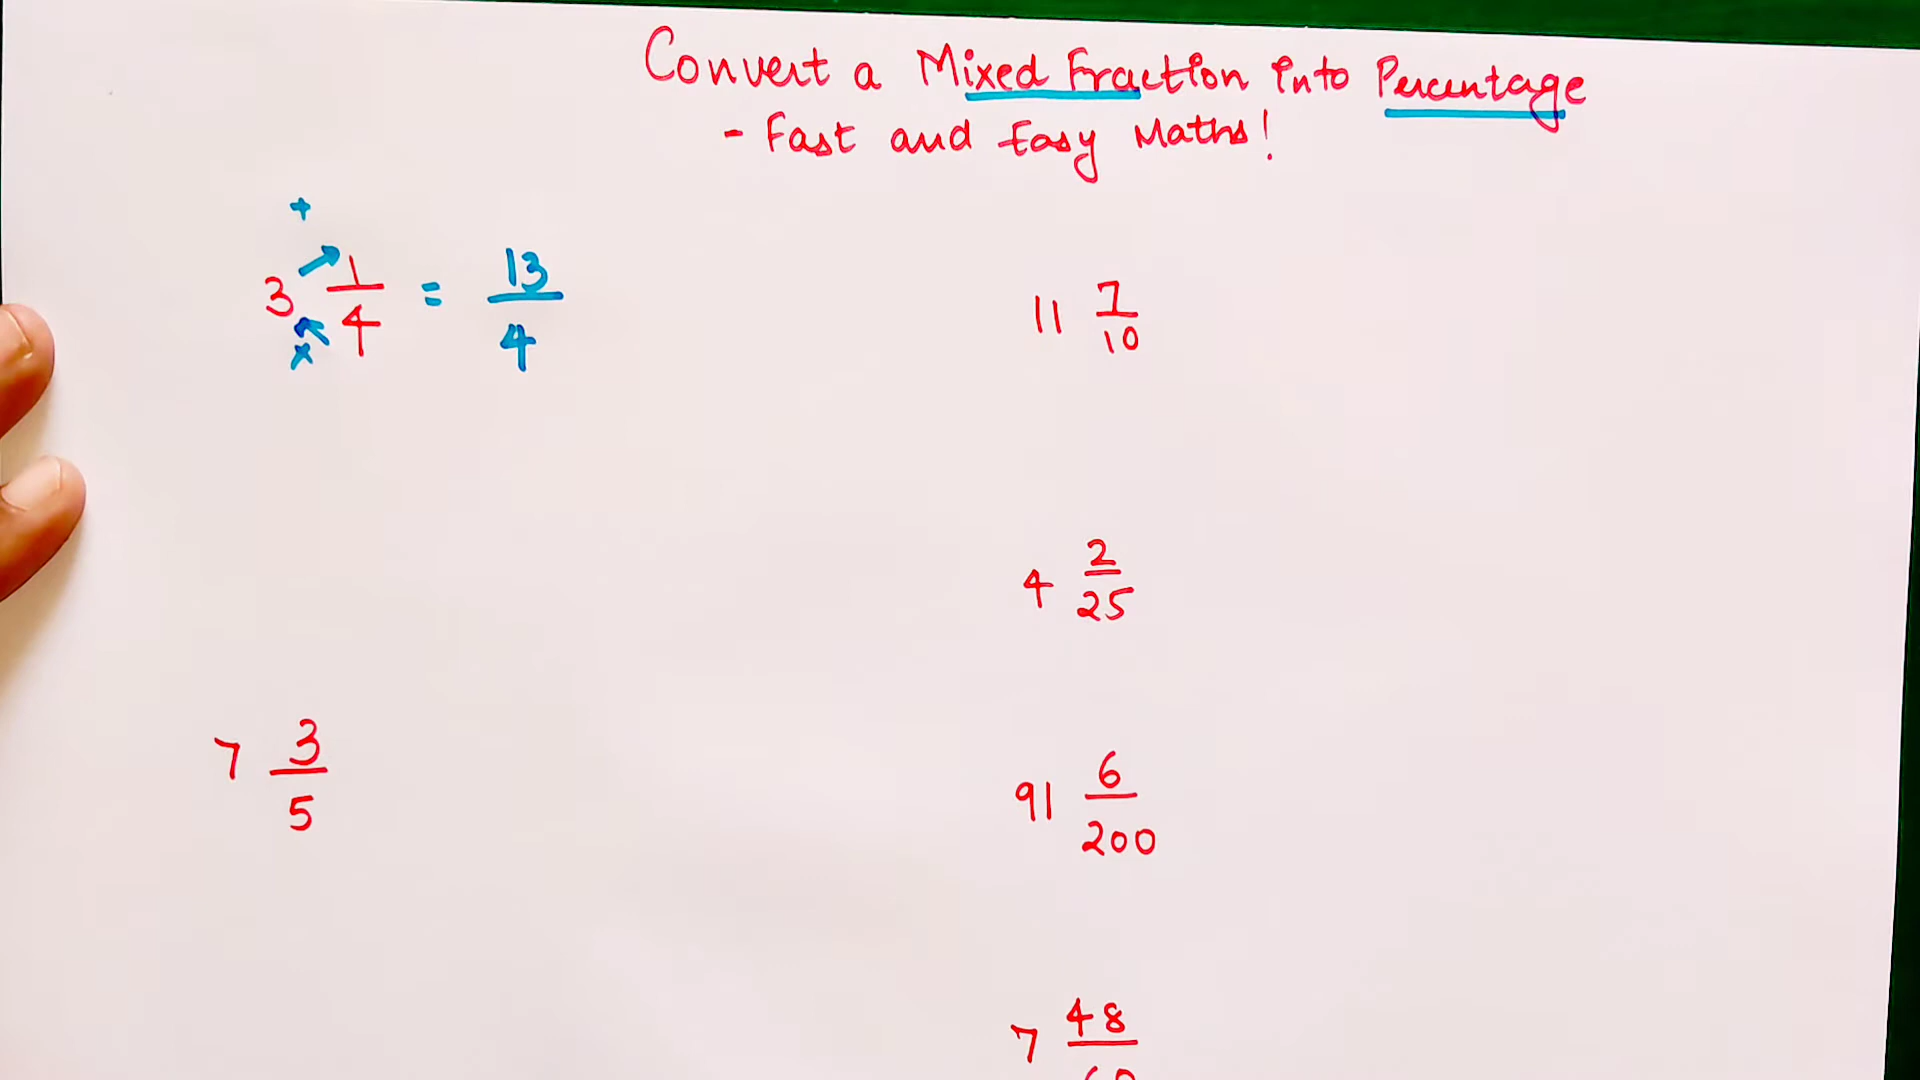 Convert a Mixed Fraction into Percentage
- Fast and Easy Maths!
+
3 1/4 = 13/4
x
11 7/10
4 2/25
7 3/5
91 6/200
7 48/